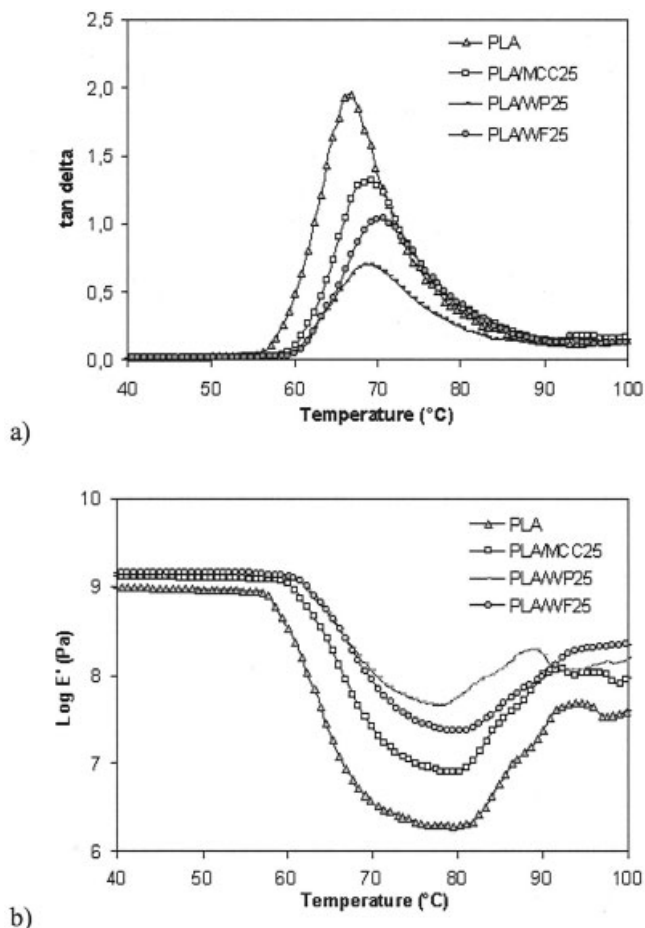 2,5
2,0
1,5
1,0
0,5
0,0
tan delta
PLA
PLA/MCC25
PLA/WP25
PLA/WF25
40 50 60 70 80 90 100
Temperature (°C)
a)
10
9
8
7
6
Log E' (Pa)
PLA
PLA/MCC25
PLA/WP25
PLA/WF25
40 50 60 70 80 90 100
Temperature (°C)
b)